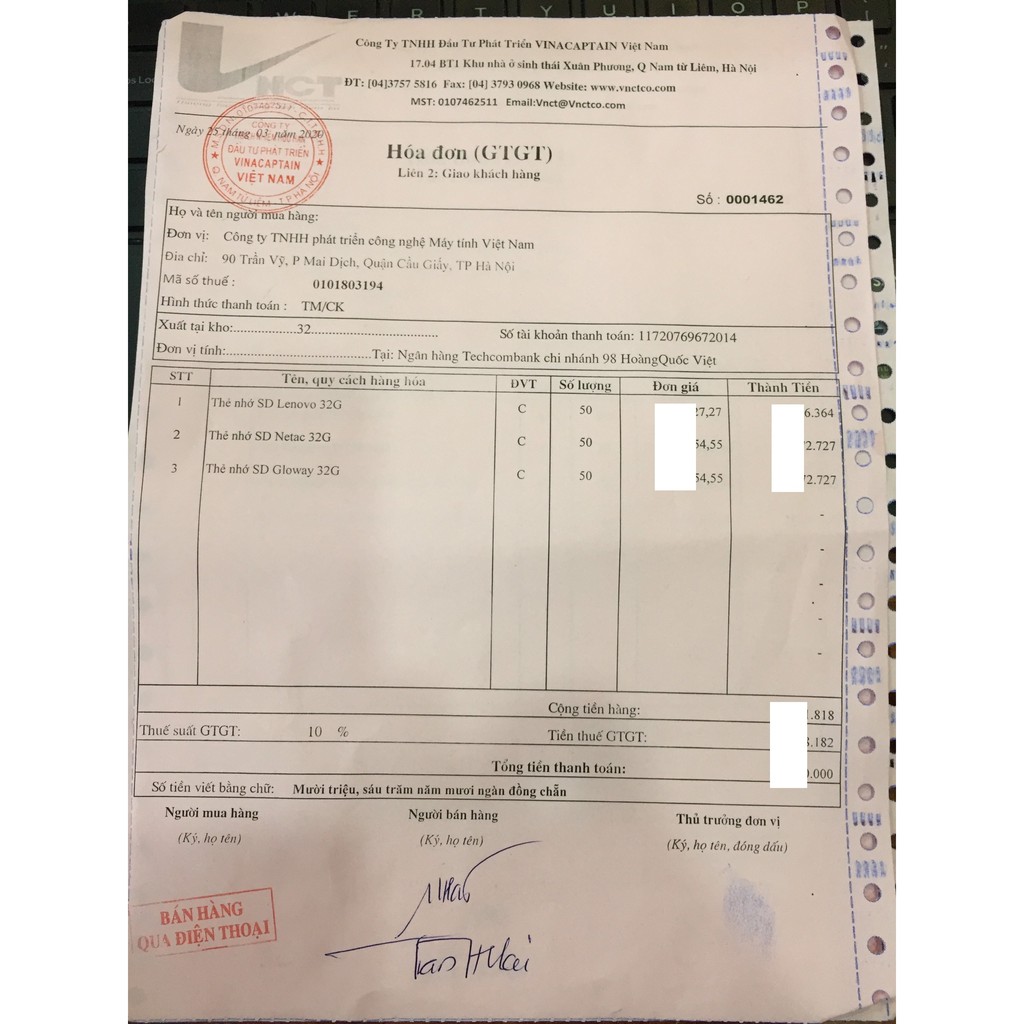 W E R T Y U I O P
VNCT
Công Ty TNHH Đầu Tư Phát Triển VINACAPTAIN Việt Nam
17.04 BT1 Khu nhà ở sinh thái Xuân Phương, Q Nam từ Liêm, Hà Nội
ĐT: [04]3757 5816 Fax: [04] 3793 0968 Website: www.vnctco.com
MST: 0107462511 Email:Vnct@Vnctco.com
Ngày 25 tháng 03 năm 2020
CÔNG TY
ĐẦU TƯ PHÁT TRIỂN
VINACAPTAIN
VIỆT NAM
Q. NAM TỪ LIÊM - T.P HÀ NỘI
Hóa đơn (GTGT)
Liên 2: Giao khách hàng
Số : 0001462
Họ và tên người mua hàng:
Đơn vị: Công ty TNHH phát triển công nghệ Máy tính Việt Nam
Địa chỉ: 90 Trần Vỹ, P Mai Dịch, Quận Cầu Giấy, TP Hà Nội
Mã số thuế : 0101803194
Hình thức thanh toán : TM/CK
Xuất tại kho:................32................................ Số tài khoản thanh toán: 11720769672014
Đơn vị tính:.....................................Tại: Ngân hàng Techcombank chi nhánh 98 HoàngQuốc Việt
STT Tên, quy cách hàng hóa ĐVT Số lượng Đơn giá Thành Tiền
1 Thẻ nhớ SD Lenovo 32G C 50 27,27 6.364
2 Thẻ nhớ SD Netac 32G C 50 54,55 2.727
3 Thẻ nhớ SD Gloway 32G C 50 54,55 72.727
-
-
-
-
-
Cộng tiền hàng: .818
Thuế suất GTGT: 10 % Tiền thuế GTGT: .182
Tổng tiền thanh toán: 0.000
Số tiền viết bằng chữ: Mười triệu, sáu trăm năm mươi ngàn đồng chẵn
Người mua hàng Người bán hàng Thủ trưởng đơn vị
(Ký, họ tên) (Ký, họ tên) (Ký, họ tên, đóng dấu)
BÁN HÀNG
QUA ĐIỆN THOẠI